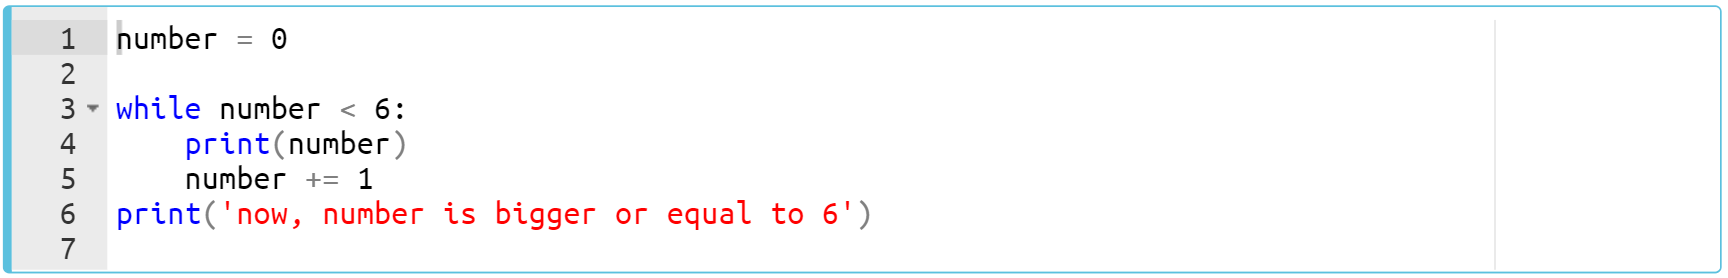 1 number = 0
2
3 while number < 6:
4     print(number)
5     number += 1
6 print('now, number is bigger or equal to 6')
7